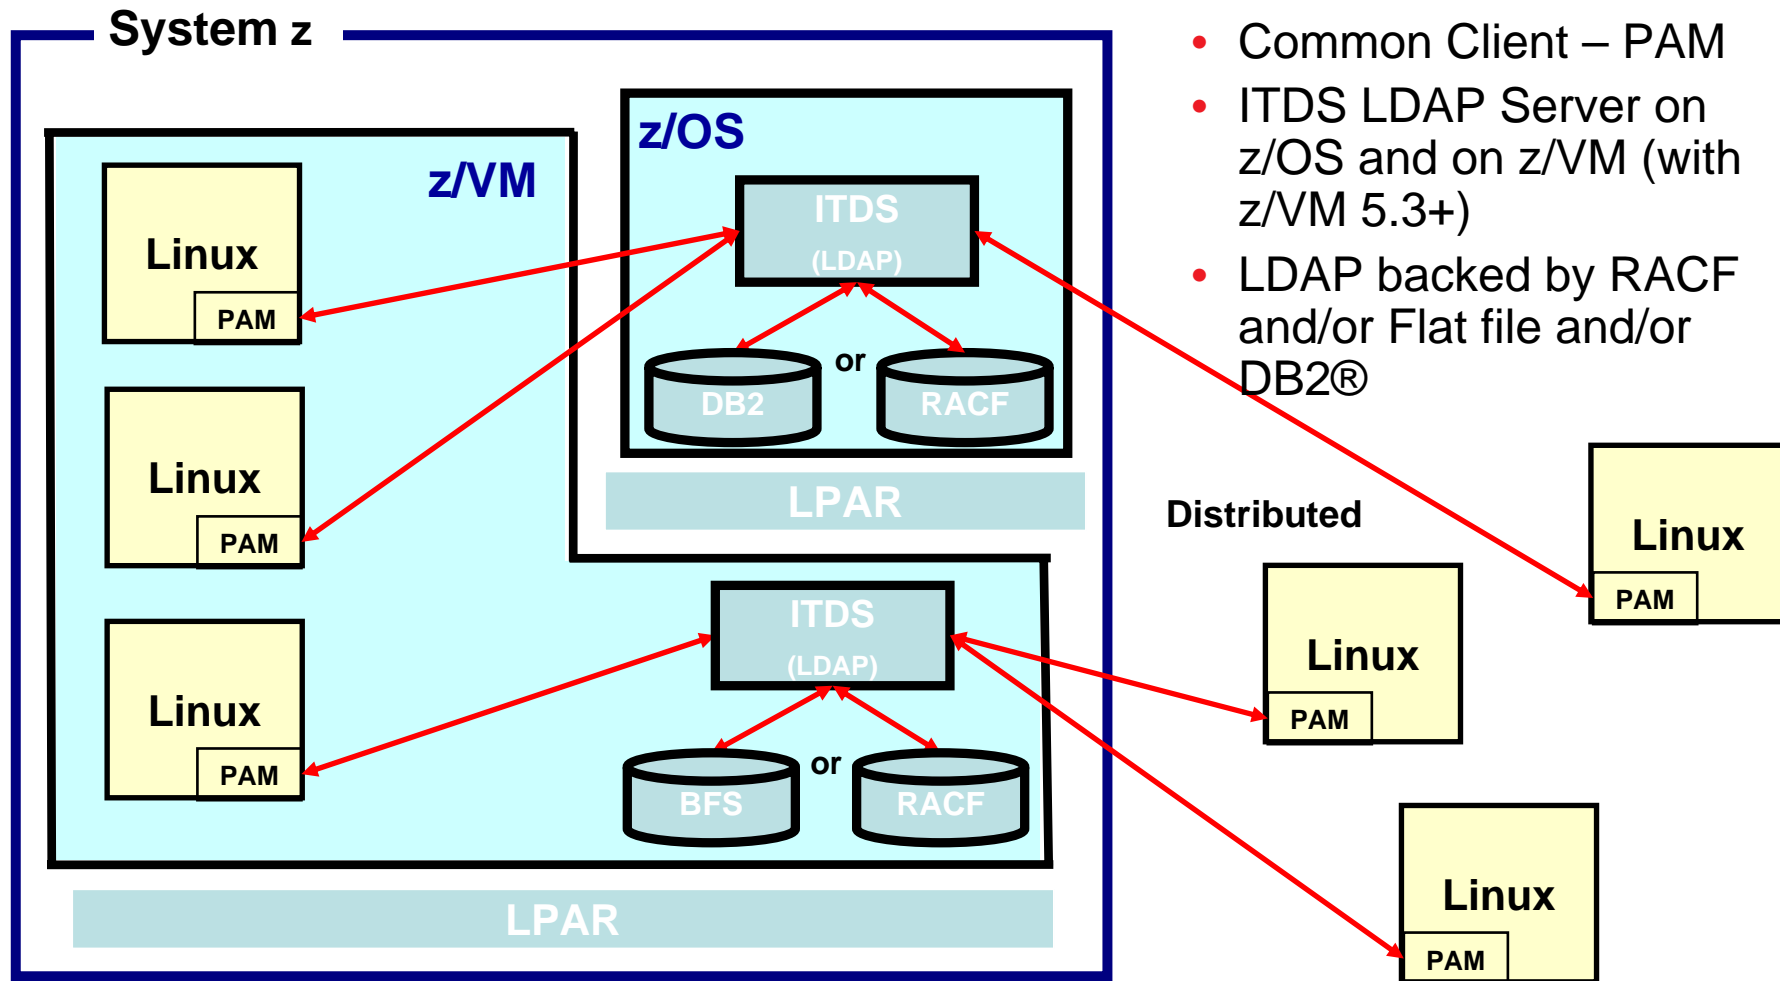 System z
• Common Client – PAM
• ITDS LDAP Server on
z/OS and on z/VM (with
z/VM 5.3+)
• LDAP backed by RACF
and/or Flat file and/or
DB2®
z/OS
ITDS
(LDAP)
DB2
or
RACF
LPAR
z/VM
Linux
PAM
Linux
PAM
Linux
PAM
ITDS
(LDAP)
BFS
or
RACF
LPAR
Distributed
Linux
PAM
Linux
PAM
Linux
PAM